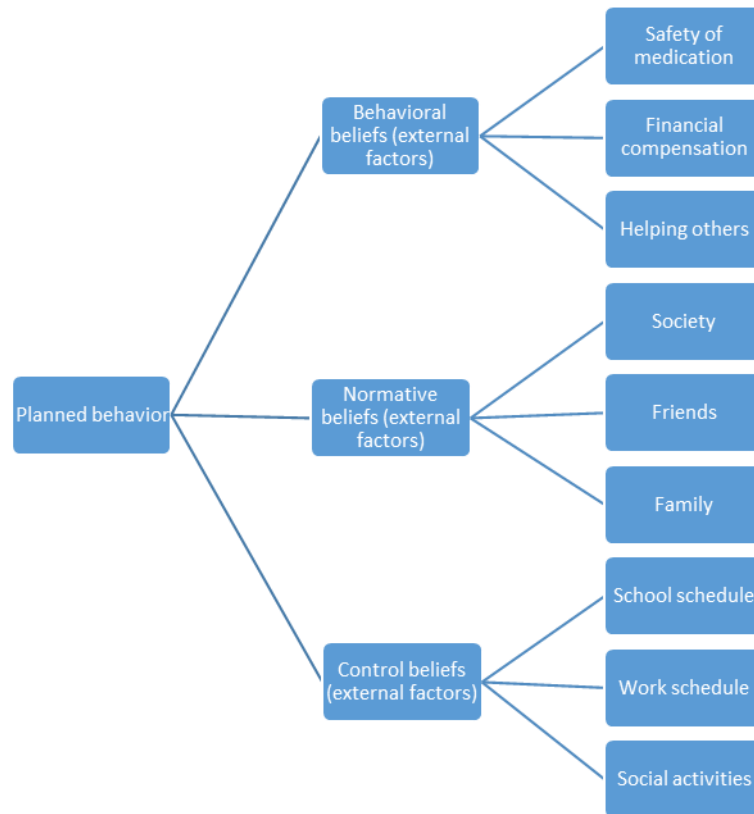 Planned behavior
Behavioral
beliefs (external
factors)
Safety of
medication
Financial
compensation
Helping others
Normative
beliefs (external
factors)
Society
Friends
Family
Control beliefs
(external factors)
School schedule
Work schedule
Social activities